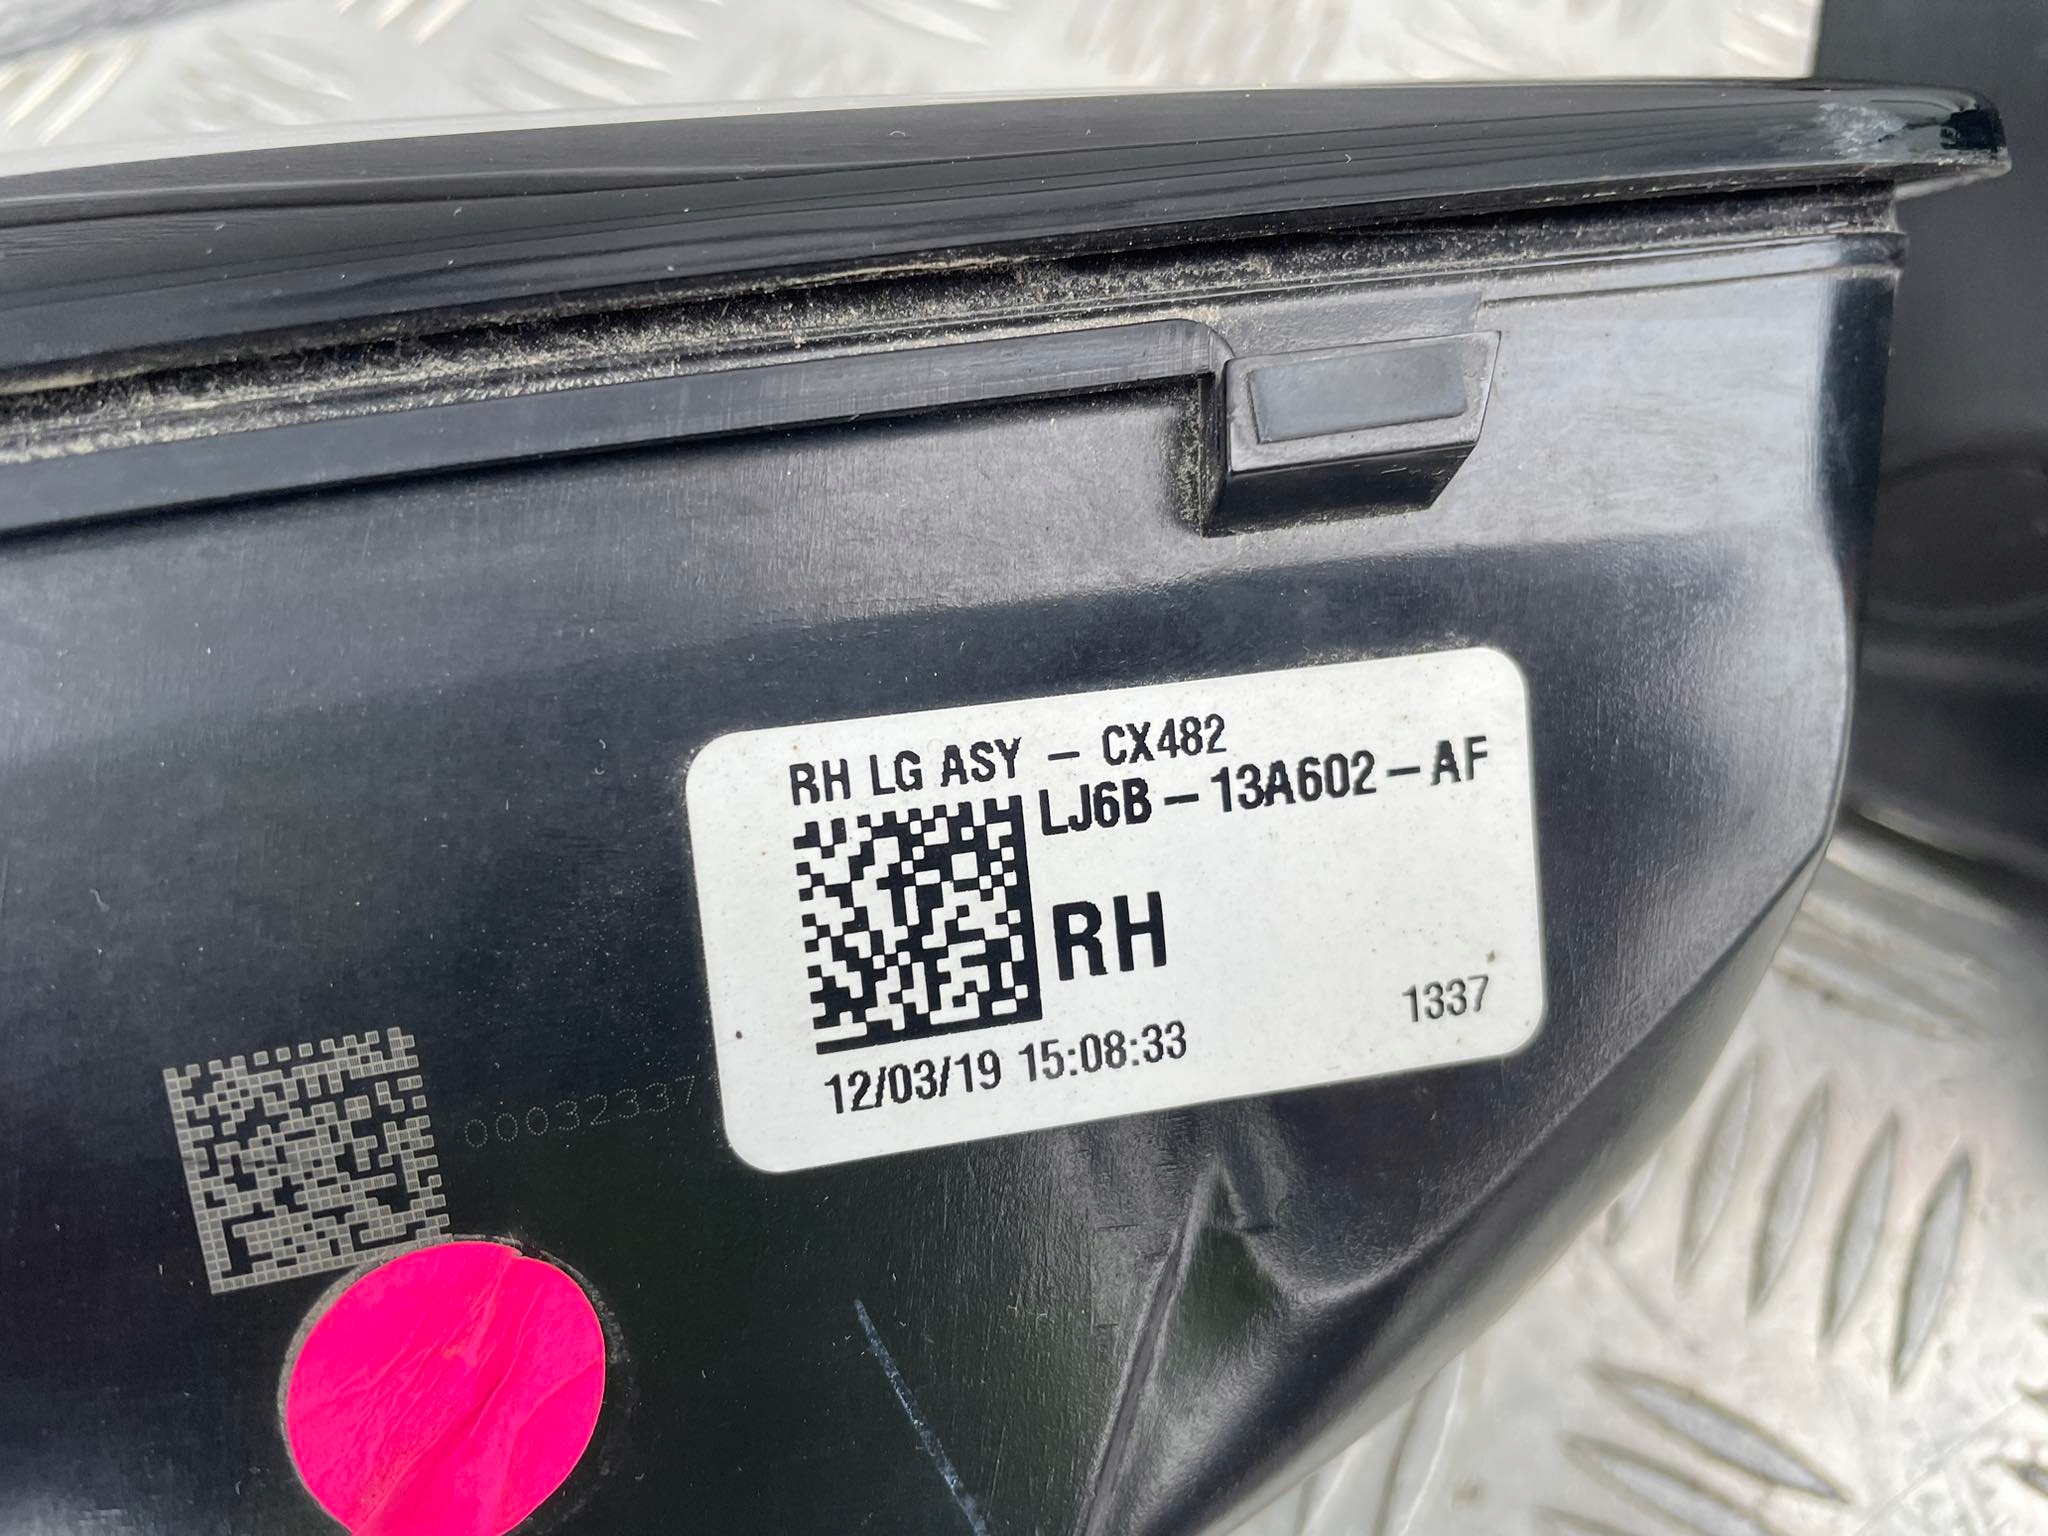 RH LG ASY - CX482
LJ6B-13A602-AF
RH
1337
12/03/19 15:08:33
00032337